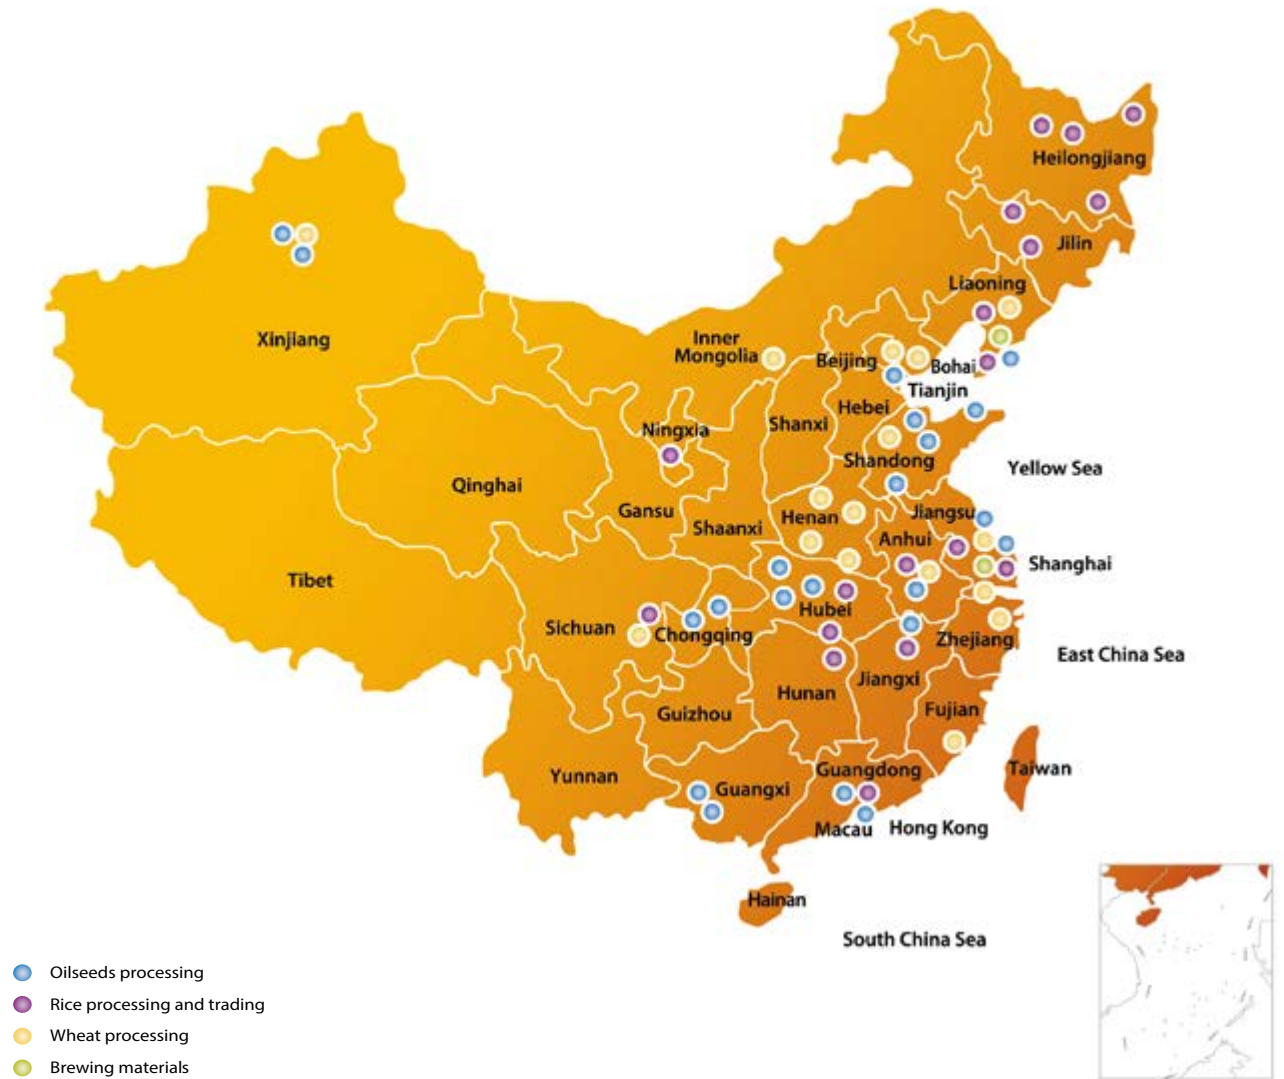 Heilongjiang
Jilin
Liaoning
Xinjiang
Inner
Mongolia
Beijing
Bohai
Tianjin
Hebei
Shanxi
Ningxia
Shandong
Yellow Sea
Qinghai
Gansu
Shaanxi
Henan
Jiangsu
Anhui
Shanghai
Tibet
Hubei
Sichuan
Chongqing
Zhejiang
East China Sea
Jiangxi
Hunan
Guizhou
Fujian
Yunnan
Guangxi
Guangdong
Taiwan
Macau
Hong Kong
Hainan
South China Sea
Oilseeds processing
Rice processing and trading
Wheat processing
Brewing materials